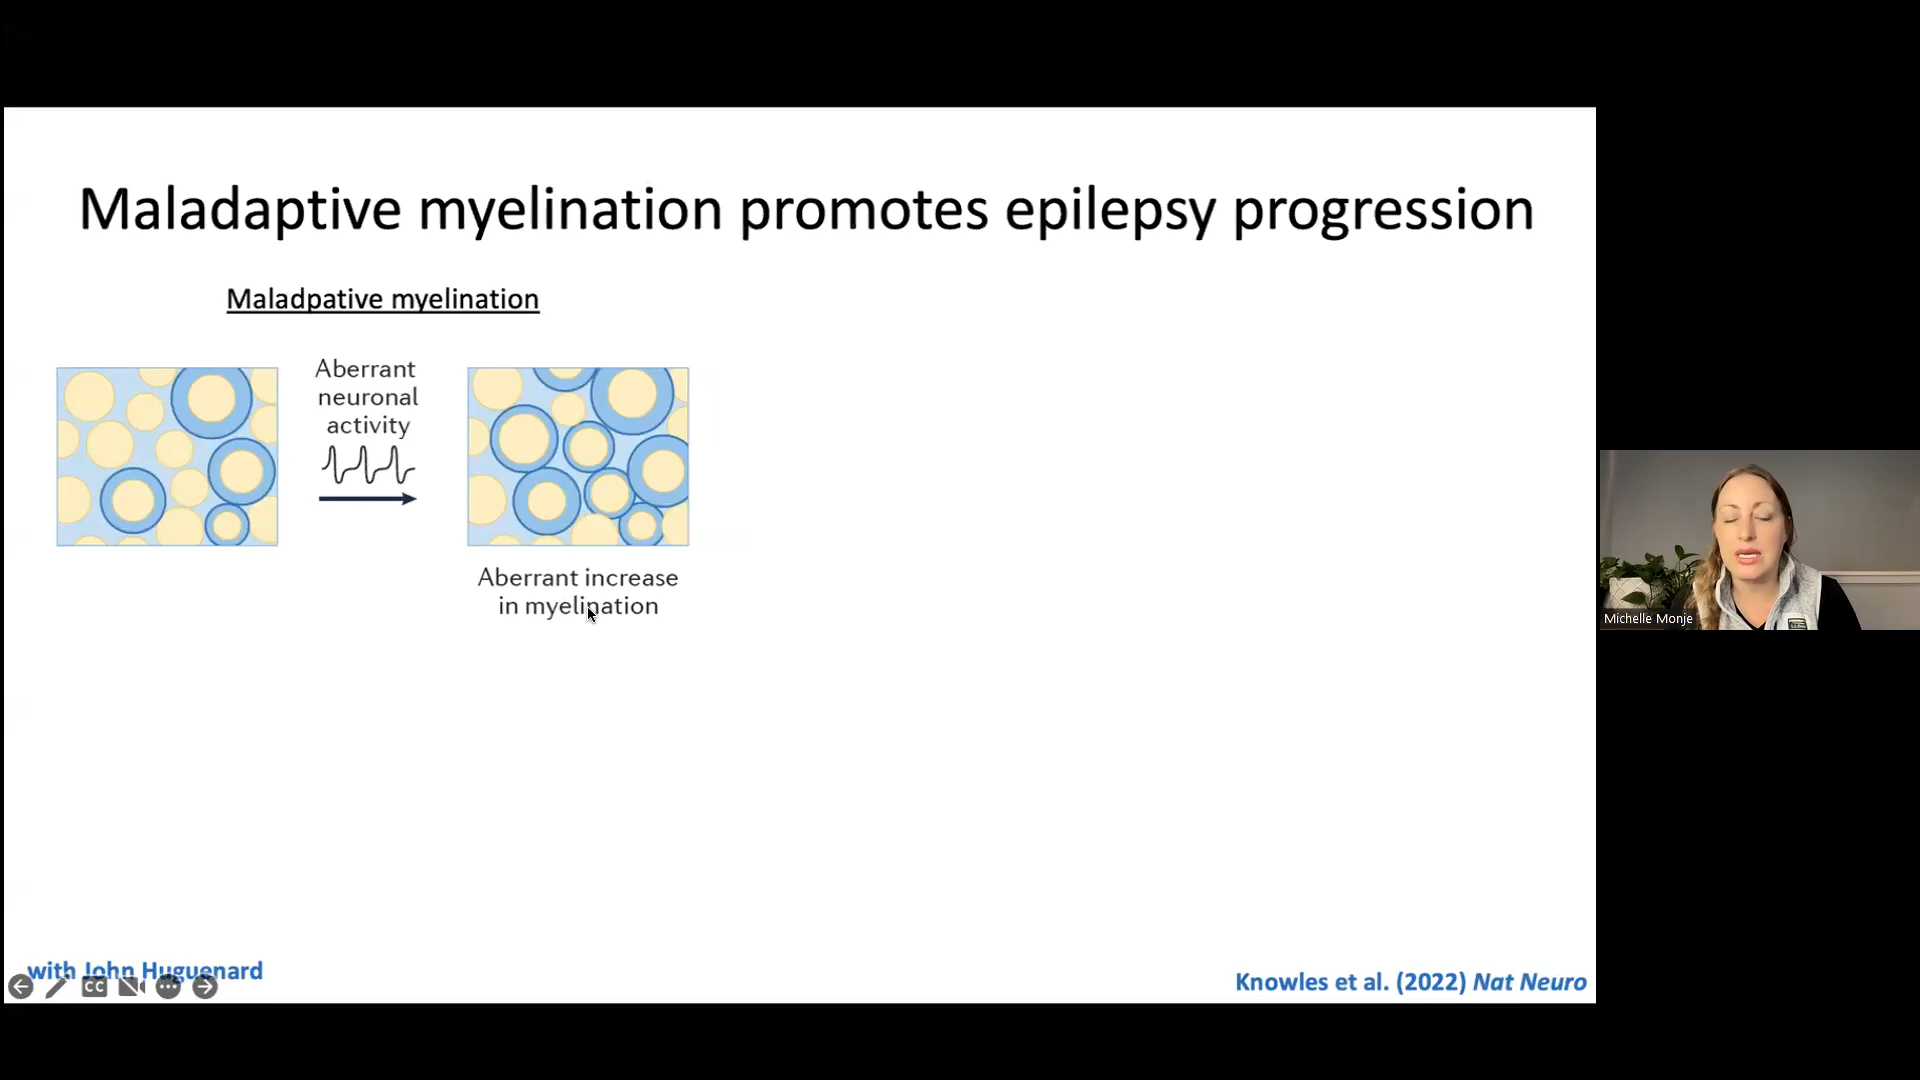 Maladaptive myelination promotes epilepsy progression
Maladpative myelination
Aberrant
neuronal
activity
Aberrant increase
in myelination
with John Huguenard
CC
Knowles et al. (2022) Nat Neuro
Michelle Monje